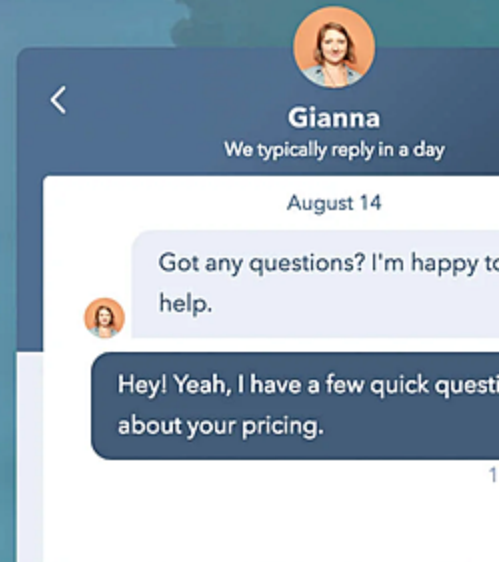 Gianna
We typically reply in a day
August 14
Got any questions? I'm happy to
help.
Hey! Yeah, I have a few quick questi
about your pricing.
1